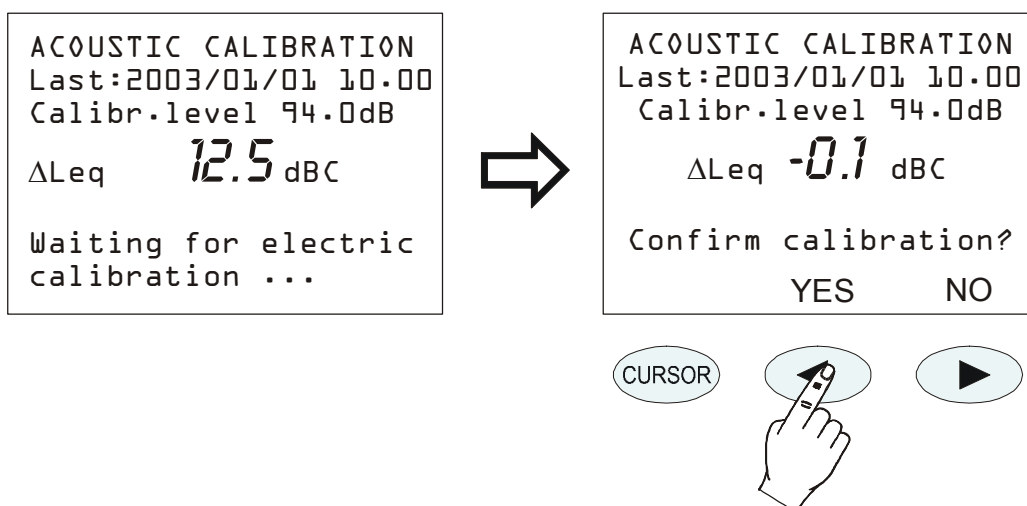 ACOUSTIC CALIBRATION
Last:2003/01/01 10.00
Calibr.level 94.0dB
ΔLeq 12.5 dBC
Waiting for electric
calibration ...
ACOUSTIC CALIBRATION
Last:2003/01/01 10.00
Calibr.level 94.0dB
ΔLeq -0.1 dBC
Confirm calibration?
YES NO
CURSOR